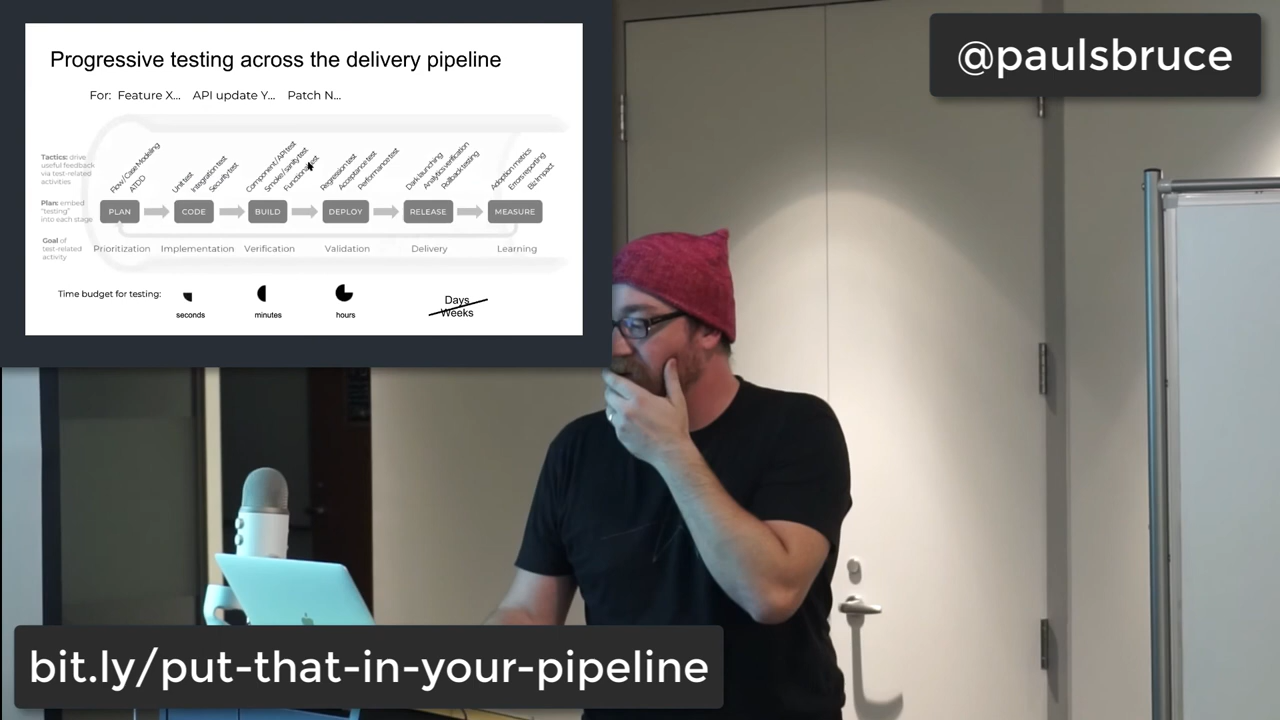 Progressive testing across the delivery pipeline
For: Feature X... API update Y... Patch N...
Tactics: drive
useful feedback
via test-related
activities
Flow / Case Modeling
ATDD
Unit test
Integration test
Security test
Component / API test
Smoke / sanity test
Regression test
Acceptance test
Performance test
Dark launching
Analytics verification
Rollback testing
Adoption metrics
Errors reporting
Biz Impact
Plan: embed
"testing"
into each stage
PLAN
CODE
BUILD
DEPLOY
RELEASE
MEASURE
Goal of
test-related
activity
Prioritization
Implementation
Verification
Validation
Delivery
Learning
Time budget for testing:
seconds
minutes
hours
Days
Weeks
@paulsbruce
bit.ly/put-that-in-your-pipeline